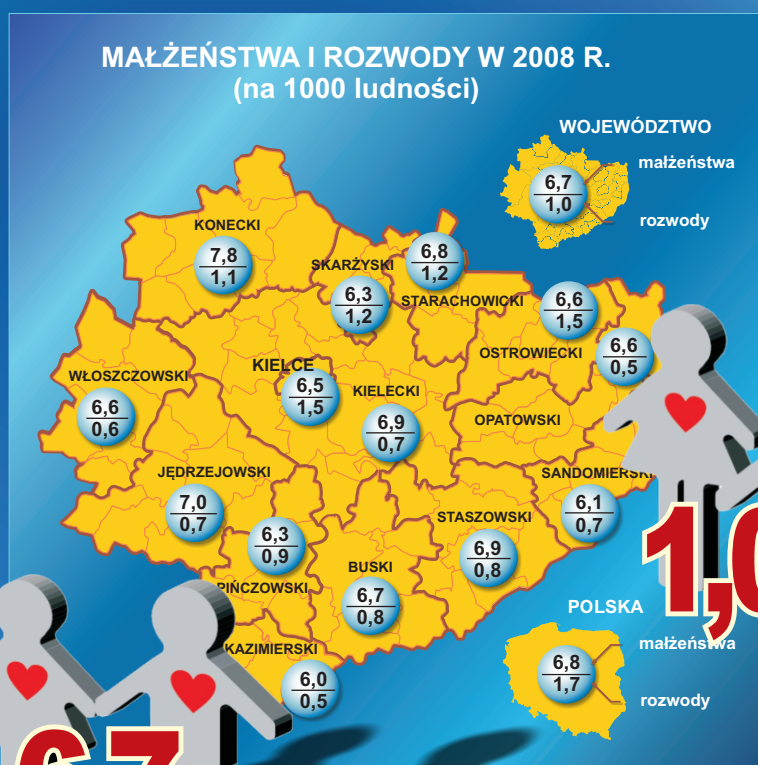 MAŁŻEŃSTWA I ROZWODY W 2008 R.
(na 1000 ludności)
WOJEWÓDZTWO
małżeństwa
6,7
1,0
rozwody
KONECKI
7,8
1,1
SKARŻYSKI
6,3
1,2
6,8
1,2
STARACHOWICKI
6,6
1,5
OSTROWIECKI
6,6
0,5
OPATOWSKI
WŁOSZCZOWSKI
6,6
0,6
KIELCE
6,5
1,5
KIELECKI
6,9
0,7
JĘDRZEJOWSKI
7,0
0,7
SANDOMIERSKI
6,1
0,7
STASZOWSKI
6,9
0,8
6,3
0,9
PIŃCZOWSKI
BUSKI
6,7
0,8
KAZIMIERSKI
6,0
0,5
1,0
POLSKA
małżeństwa
6,8
1,7
rozwody
6,7